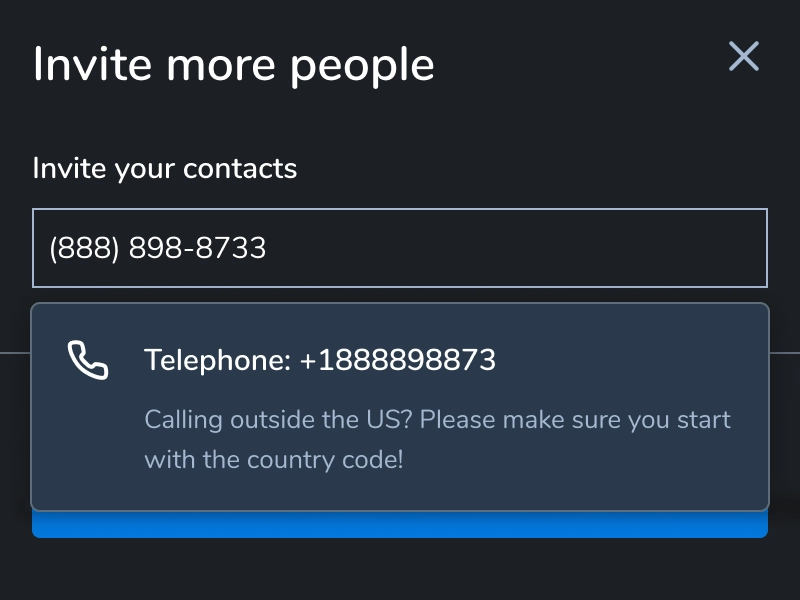 Invite more people
Invite your contacts
(888) 898-8733
Telephone: +1888898873
Calling outside the US? Please make sure you start
with the country code!